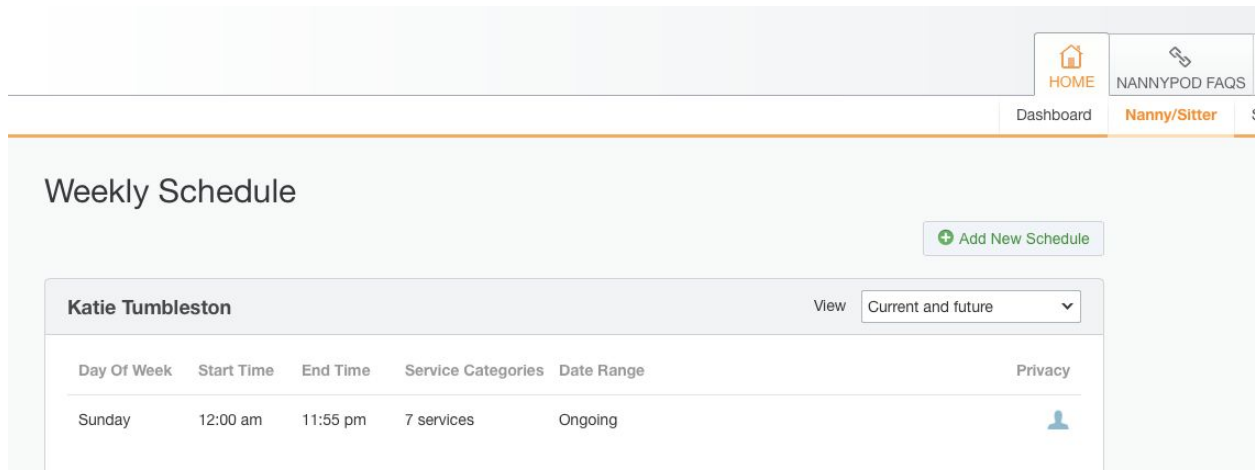 HOME
NANNYPOD FAQS
Dashboard
Nanny/Sitter
Weekly Schedule
Add New Schedule
Katie Tumbleston
View
Current and future
Day Of Week Start Time End Time Service Categories Date Range Privacy
Sunday 12:00 am 11:55 pm 7 services Ongoing